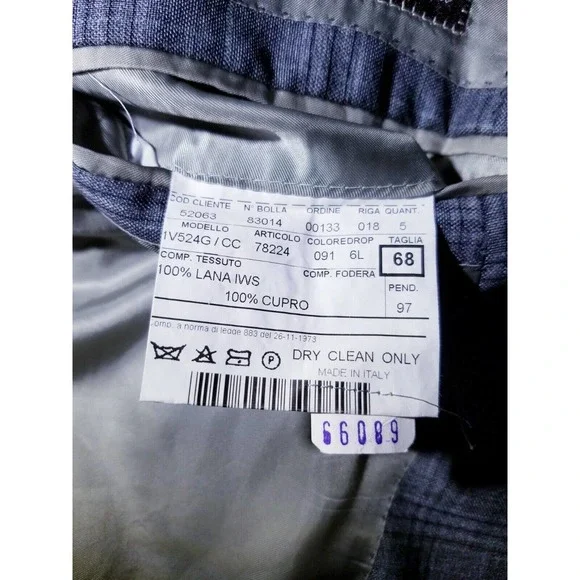 COD CLIENTE N° BOLLA ORDINE RIGA QUANT.
52063 83014 00133 018 5
MODELLO ARTICOLO COLORE DROP TAGLIA
1V524G / CC 78224 091 6L 68
COMP. TESSUTO COMP. FODERA PEND.
100% LANA IWS 97
100% CUPRO
comp. a norma di legge 883 del 26-11-1973
P DRY CLEAN ONLY
MADE IN ITALY
66089